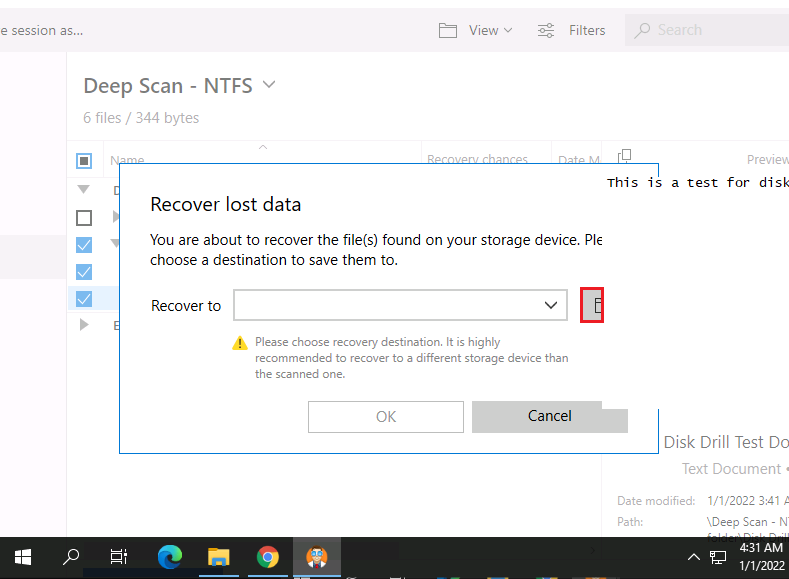 e session as...
View
Filters
Search
Deep Scan - NTFS
6 files / 344 bytes
Name
Recovery chances
Date M
Preview
This is a test for disk
Recover lost data
You are about to recover the file(s) found on your storage device. Ple
choose a destination to save them to.
Recover to
Please choose recovery destination. It is highly
recommended to recover to a different storage device than
the scanned one.
OK
Cancel
Disk Drill Test Do
Text Document •
Date modified: 1/1/2022 3:41 A
Path: \Deep Scan - NT
folder\Disk Dril
4:31 AM
1/1/2022